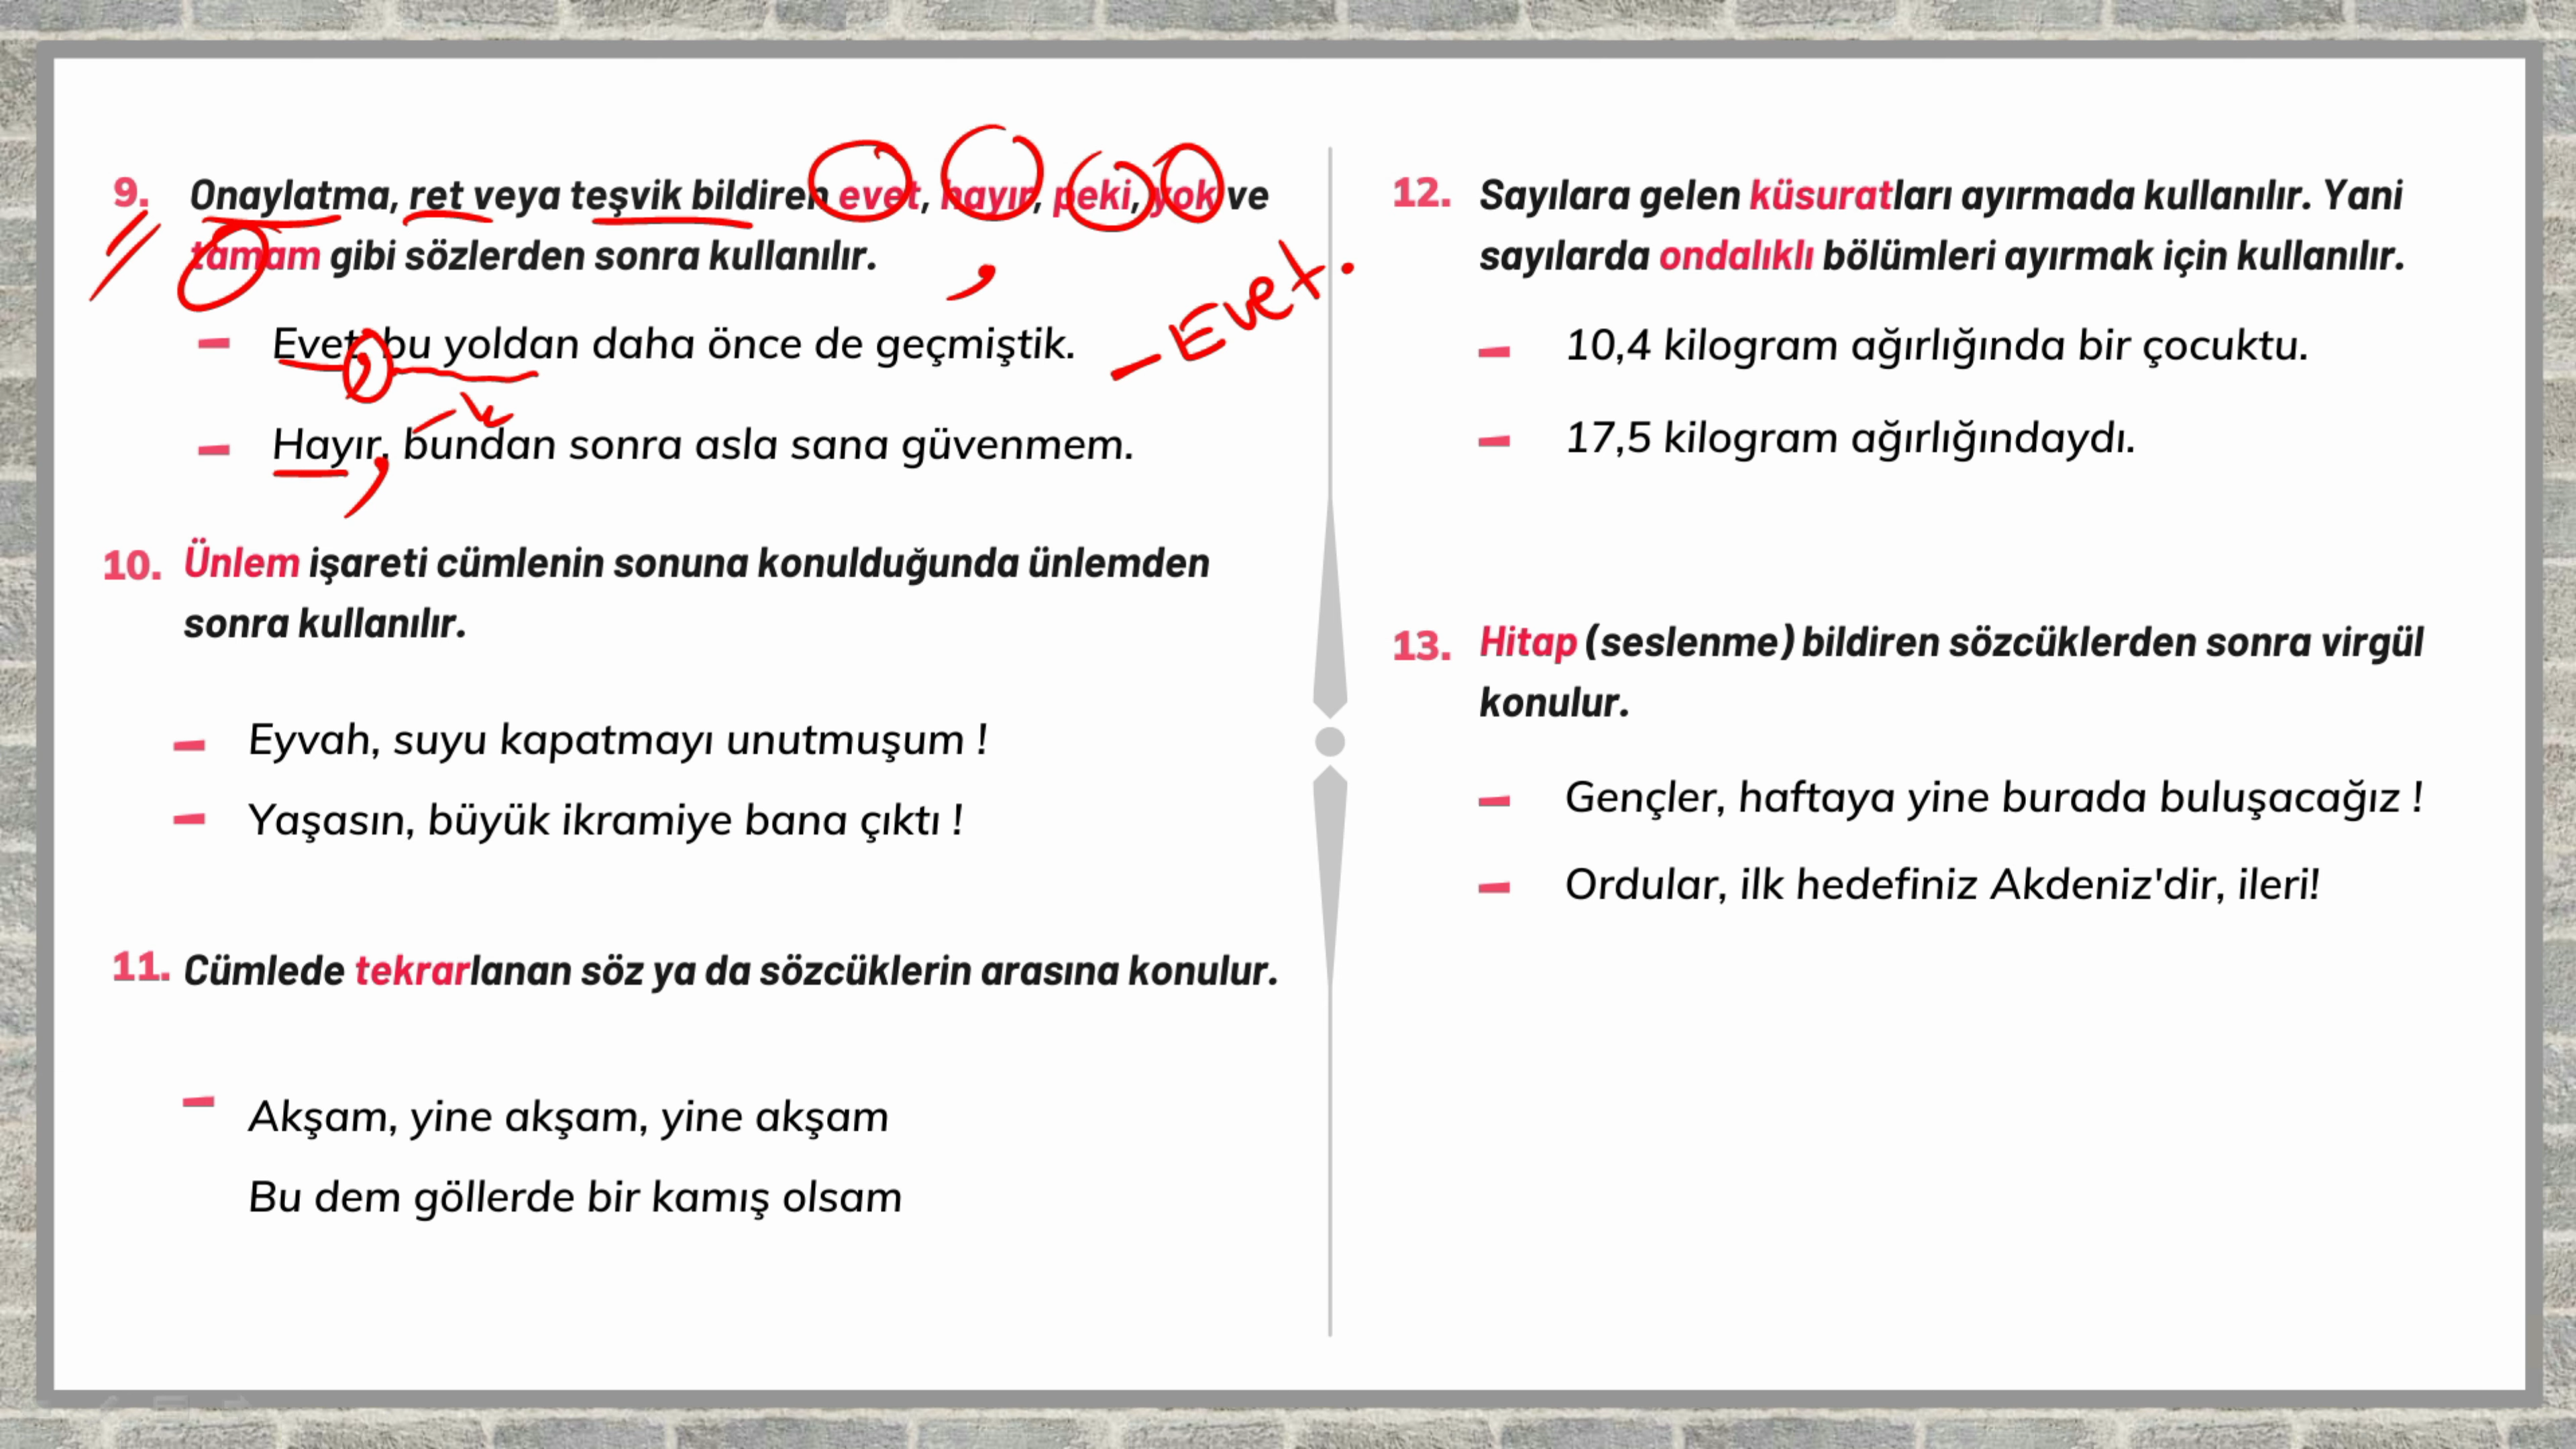 9. Onaylatma, ret veya teşvik bildiren evet, hayır, peki, yok ve
tamam gibi sözlerden sonra kullanılır.
,
- Evet.
- Evet, bu yoldan daha önce de geçmiştik.
- Hayır, bundan sonra asla sana güvenmem.
10. Ünlem işareti cümlenin sonuna konulduğunda ünlemden
sonra kullanılır.
- Eyvah, suyu kapatmayı unutmuşum !
- Yaşasın, büyük ikramiye bana çıktı !
11. Cümlede tekrarlanan söz ya da sözcüklerin arasına konulur.
- Akşam, yine akşam, yine akşam
Bu dem göllerde bir kamış olsam
12. Sayılara gelen küsuratları ayırmada kullanılır. Yani
sayılarda ondalıklı bölümleri ayırmak için kullanılır.
- 10,4 kilogram ağırlığında bir çocuktu.
- 17,5 kilogram ağırlığındaydı.
13. Hitap (seslenme) bildiren sözcüklerden sonra virgül
konulur.
- Gençler, haftaya yine burada buluşacağız !
- Ordular, ilk hedefiniz Akdeniz'dir, ileri!